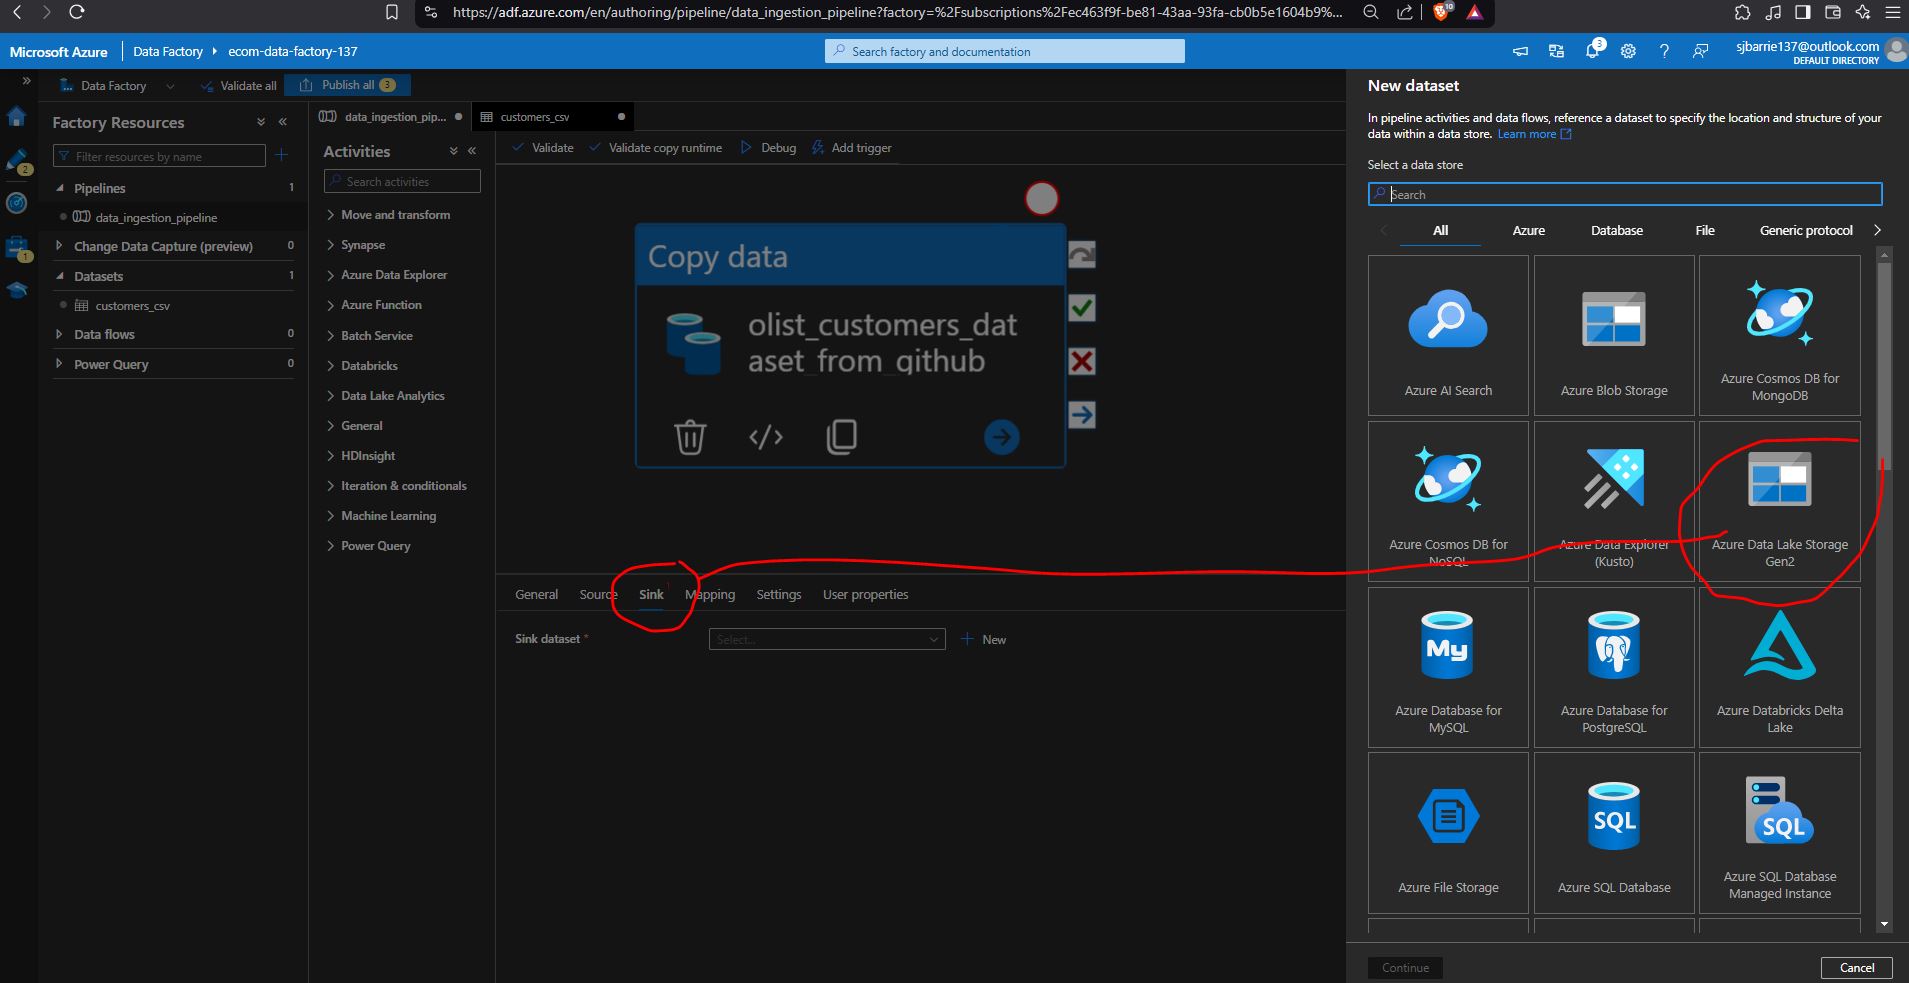 https://adf.azure.com/en/authoring/pipeline/data_ingestion_pipeline?factory=%2Fsubscriptions%2Fec463f9f-be81-43aa-93fa-cb0b5e1604b9%...
10
Microsoft Azure
Data Factory
ecom-data-factory-137
Search factory and documentation
3
sjbarrie137@outlook.com
DEFAULT DIRECTORY
Data Factory
Validate all
Publish all
3
2
1
Factory Resources
Filter resources by name
Pipelines
1
data_ingestion_pipeline
Change Data Capture (preview)
0
Datasets
1
customers_csv
Data flows
0
Power Query
0
data_ingestion_pip...
customers_csv
Activities
Search activities
Move and transform
Synapse
Azure Data Explorer
Azure Function
Batch Service
Databricks
Data Lake Analytics
General
HDInsight
Iteration & conditionals
Machine Learning
Power Query
Validate
Validate copy runtime
Debug
Add trigger
Copy data
olist_customers_dat
aset_from_github
General
Source
Sink
1
Mapping
Settings
User properties
Sink dataset *
Select...
New
New dataset
In pipeline activities and data flows, reference a dataset to specify the location and structure of your
data within a data store. Learn more
Select a data store
Search
All
Azure
Database
File
Generic protocol
Azure AI Search
Azure Blob Storage
Azure Cosmos DB for
MongoDB
Azure Cosmos DB for
NoSQL
Azure Data Explorer
(Kusto)
Azure Data Lake Storage
Gen2
My
Azure Database for
MySQL
Azure Database for
PostgreSQL
Azure Databricks Delta
Lake
Azure File Storage
SQL
Azure SQL Database
SQL
Azure SQL Database
Managed Instance
Continue
Cancel